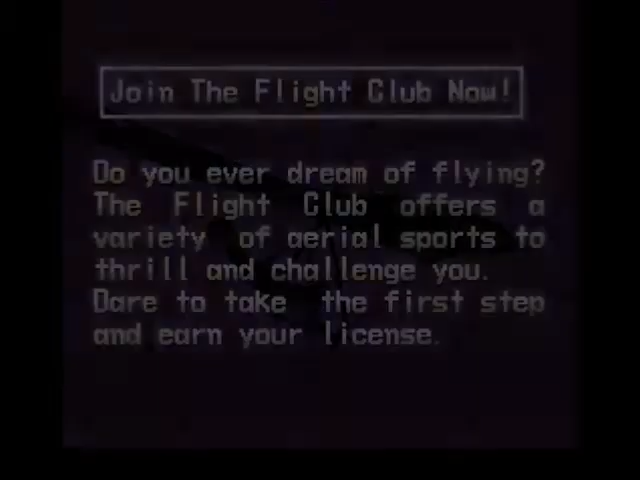 Join The Flight Club Now!
Do you ever dream of flying?
The Flight Club offers a
variety of aerial sports to
thrill and challenge you.
Dare to take the first step
and earn your license.